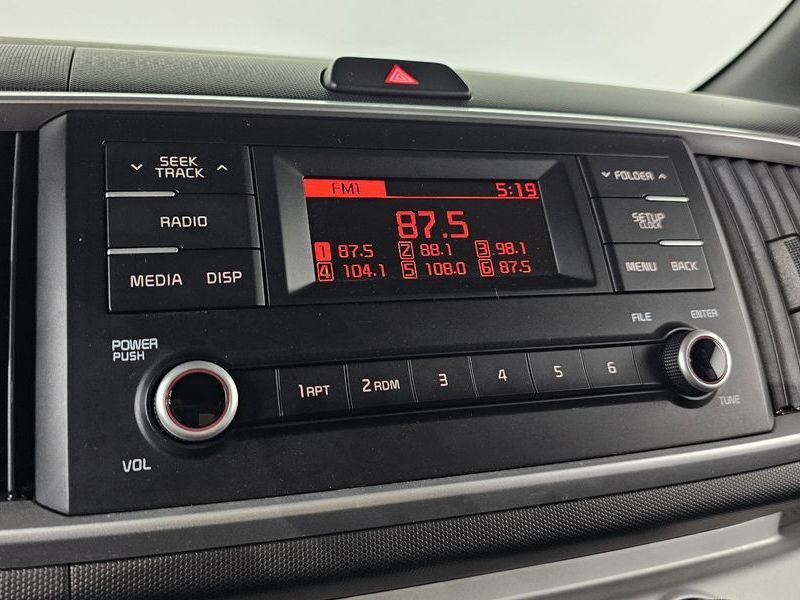 SEEK
TRACK
RADIO
MEDIA DISP
FM1 5:19
87.5
1 87.5 2 88.1 3 98.1
4 104.1 5 108.0 6 87.5
FOLDER
SETUP
CLOCK
MENU BACK
POWER
PUSH
VOL
1 RPT 2 RDM 3 4 5 6
FILE ENTER
TUNE